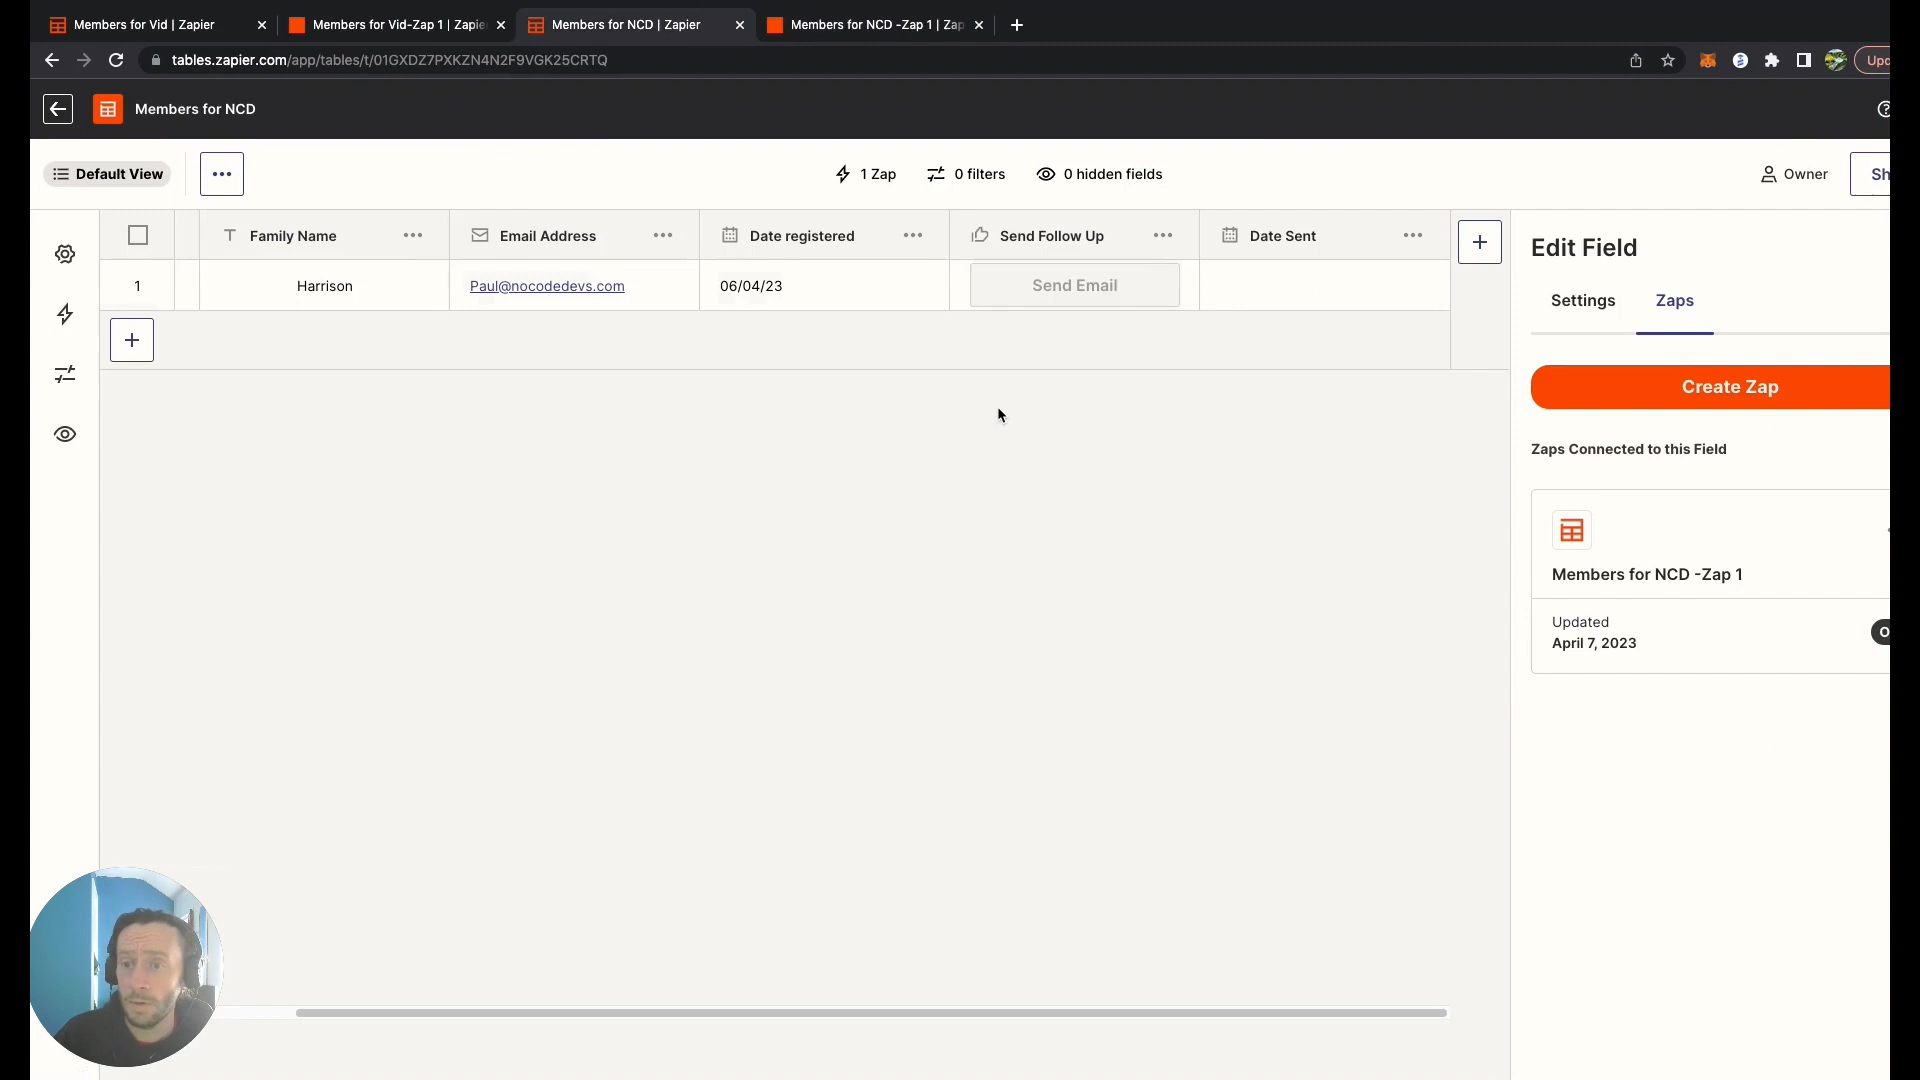 Members for Vid | Zapier
Members for Vid-Zap 1 | Zapie
Members for NCD | Zapier
Members for NCD -Zap 1 | Zap
tables.zapier.com/app/tables/t/01GXDZ7PXKZN4N2F9VGK25CRTQ
Upd
Members for NCD
Default View
1 Zap
0 filters
0 hidden fields
Owner
Sh
Family Name
Email Address
Date registered
Send Follow Up
Date Sent
1
Harrison
Paul@nocodedevs.com
06/04/23
Send Email
Edit Field
Settings
Zaps
Create Zap
Zaps Connected to this Field
Members for NCD -Zap 1
Updated
April 7, 2023
O